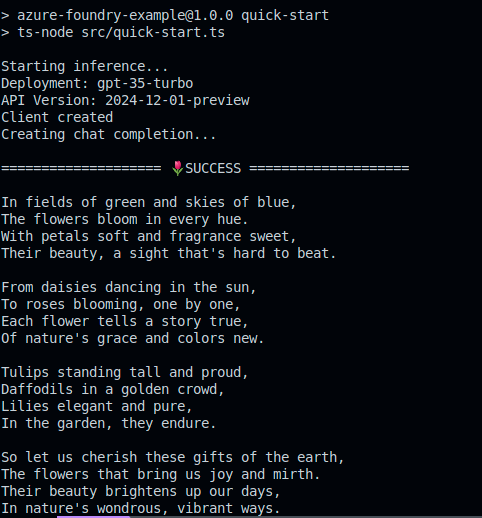 > azure-foundry-example@1.0.0 quick-start
> ts-node src/quick-start.ts
Starting inference...
Deployment: gpt-35-turbo
API Version: 2024-12-01-preview
Client created
Creating chat completion...
==================== 🌷SUCCESS ====================
In fields of green and skies of blue,
The flowers bloom in every hue.
With petals soft and fragrance sweet,
Their beauty, a sight that's hard to beat.
From daisies dancing in the sun,
To roses blooming, one by one,
Each flower tells a story true,
Of nature's grace and colors new.
Tulips standing tall and proud,
Daffodils in a golden crowd,
Lilies elegant and pure,
In the garden, they endure.
So let us cherish these gifts of the earth,
The flowers that bring us joy and mirth.
Their beauty brightens up our days,
In nature's wondrous, vibrant ways.